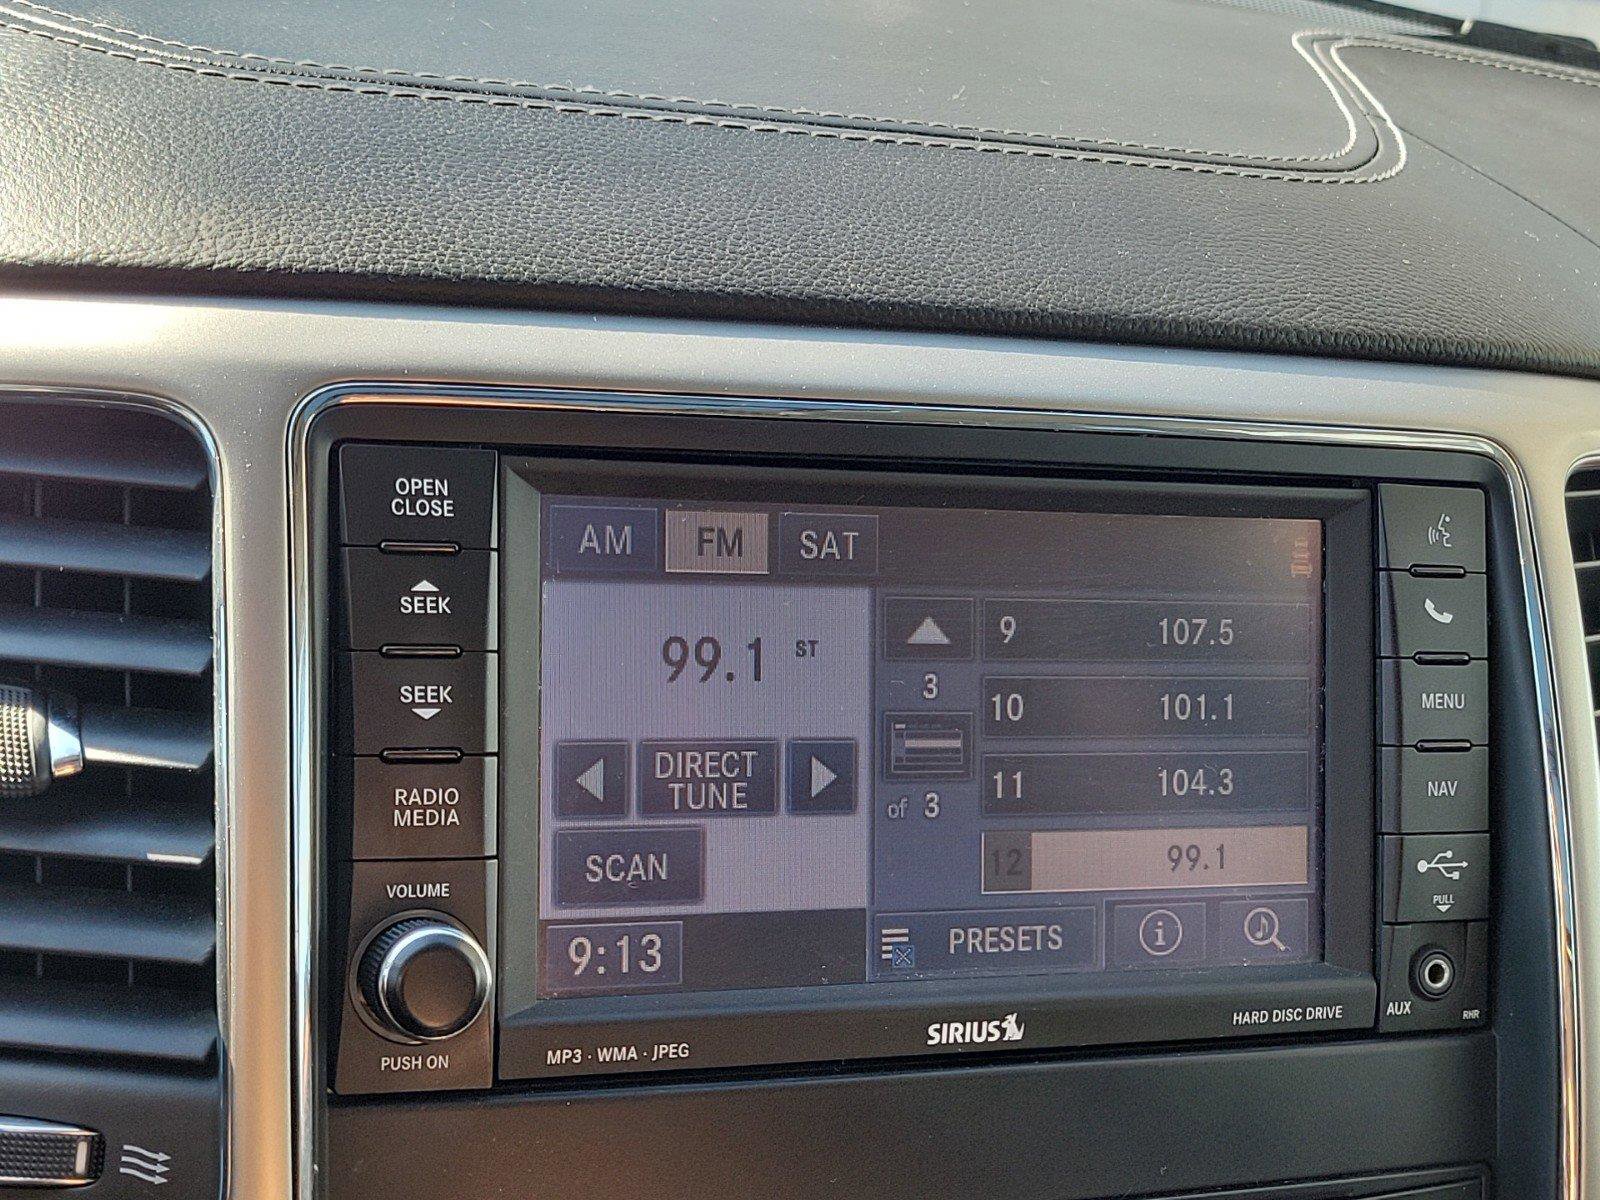 OPEN
CLOSE
SEEK
SEEK
RADIO
MEDIA
VOLUME
PUSH ON
AM FM SAT
99.1 ST
DIRECT
TUNE
SCAN
9:13
3
of 3
9 107.5
10 101.1
11 104.3
12 99.1
PRESETS
i
MENU
NAV
PULL
AUX
RHR
MP3 · WMA · JPEG
SIRIUS
HARD DISC DRIVE